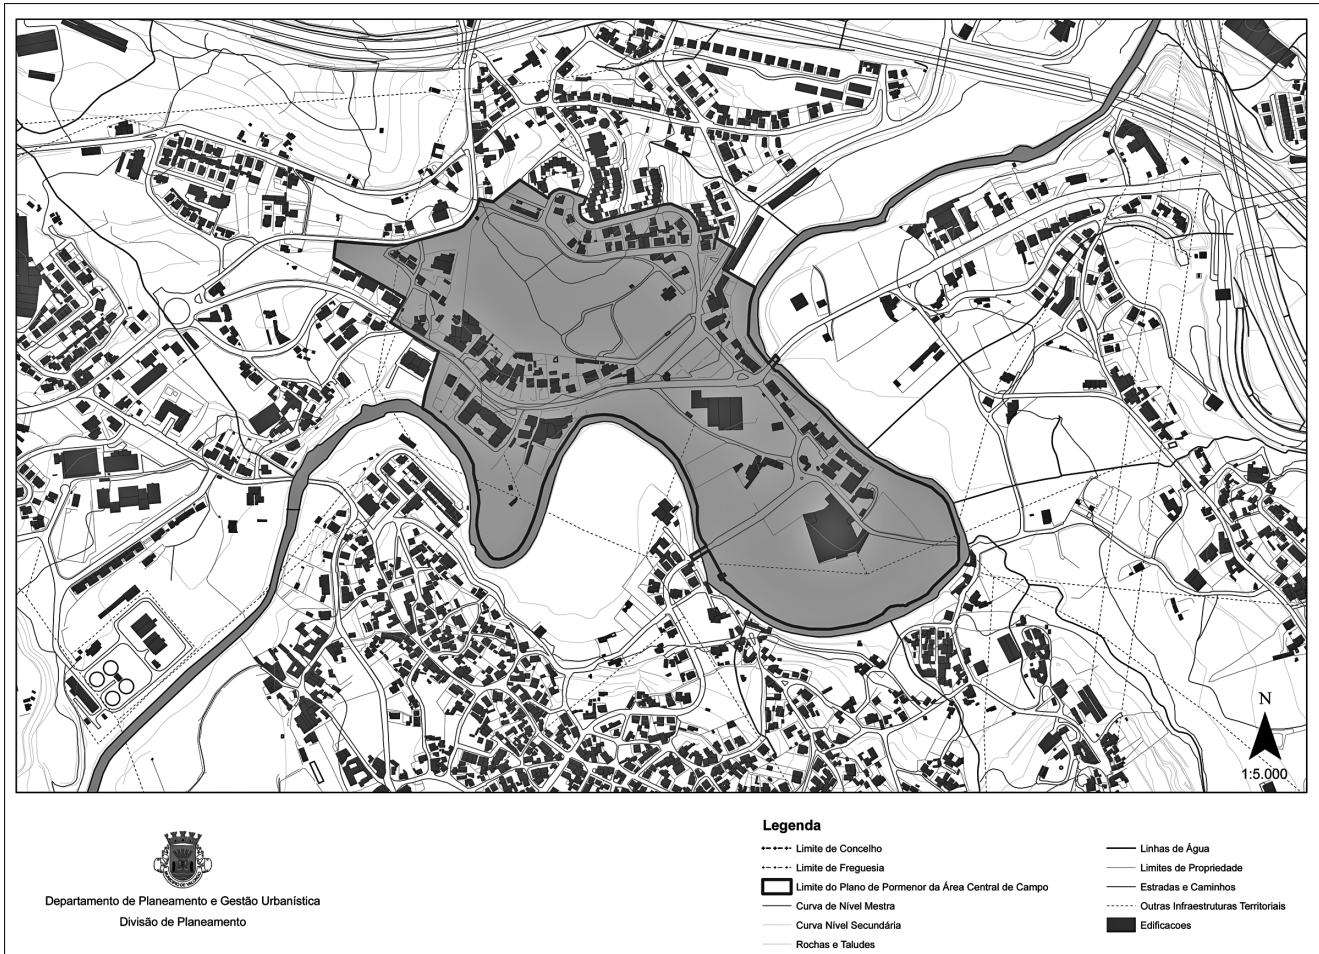 N
1:5.000
Departamento de Planeamento e Gestão Urbanística
Divisão de Planeamento
Legenda
Limite de Concelho
Limite de Freguesia
Limite do Plano de Pormenor da Área Central de Campo
Curva de Nível Mestra
Curva Nível Secundária
Rochas e Taludes
Linhas de Água
Limites de Propriedade
Estradas e Caminhos
Outras Infraestruturas Territoriais
Edificacoes